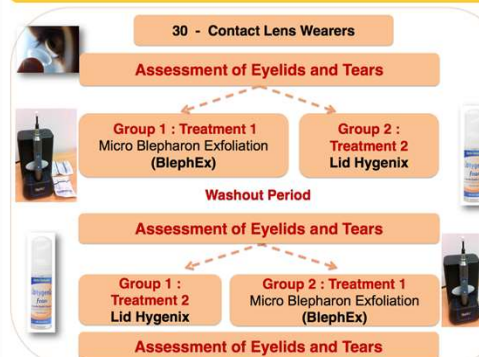 30 - Contact Lens Wearers
Assessment of Eyelids and Tears
Group 1 : Treatment 1
Micro Blepharon Exfoliation
(BlephEx)
Group 2 :
Treatment 2
Lid Hygenix
Washout Period
Assessment of Eyelids and Tears
Group 1 :
Treatment 2
Lid Hygenix
Group 2 : Treatment 1
Micro Blepharon Exfoliation
(BlephEx)
Assessment of Eyelids and Tears